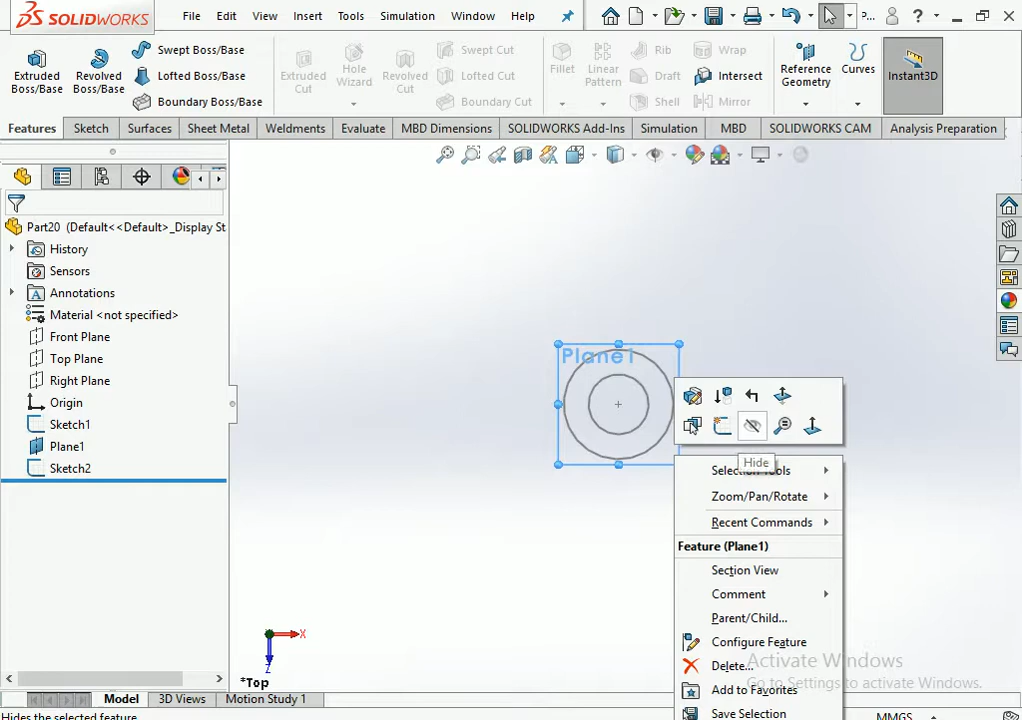 SOLIDWORKS
File Edit View Insert Tools Simulation Window Help P... ?
Extruded Boss/Base
Revolved Boss/Base
Swept Boss/Base
Lofted Boss/Base
Boundary Boss/Base
Extruded Cut
Hole Wizard
Revolved Cut
Swept Cut
Lofted Cut
Boundary Cut
Fillet
Linear Pattern
Rib
Draft
Shell
Wrap
Intersect
Mirror
Reference Geometry
Curves
Instant3D
Features Sketch Surfaces Sheet Metal Weldments Evaluate MBD Dimensions SOLIDWORKS Add-Ins Simulation MBD SOLIDWORKS CAM Analysis Preparation
Part20 (Default<<Default>_Display St
History
Sensors
Annotations
Material <not specified>
Front Plane
Top Plane
Right Plane
Origin
Sketch1
Plane1
Sketch2
Plane1
Hide
Selection Tools
Zoom/Pan/Rotate
Recent Commands
Feature (Plane1)
Section View
Comment
Parent/Child...
Configure Feature
Delete...
Add to Favorites
Save Selection
Activate Windows
Go to Settings to activate Windows.
X
Z
*Top
Model 3D Views Motion Study 1
Hides the selected feature. MMGS